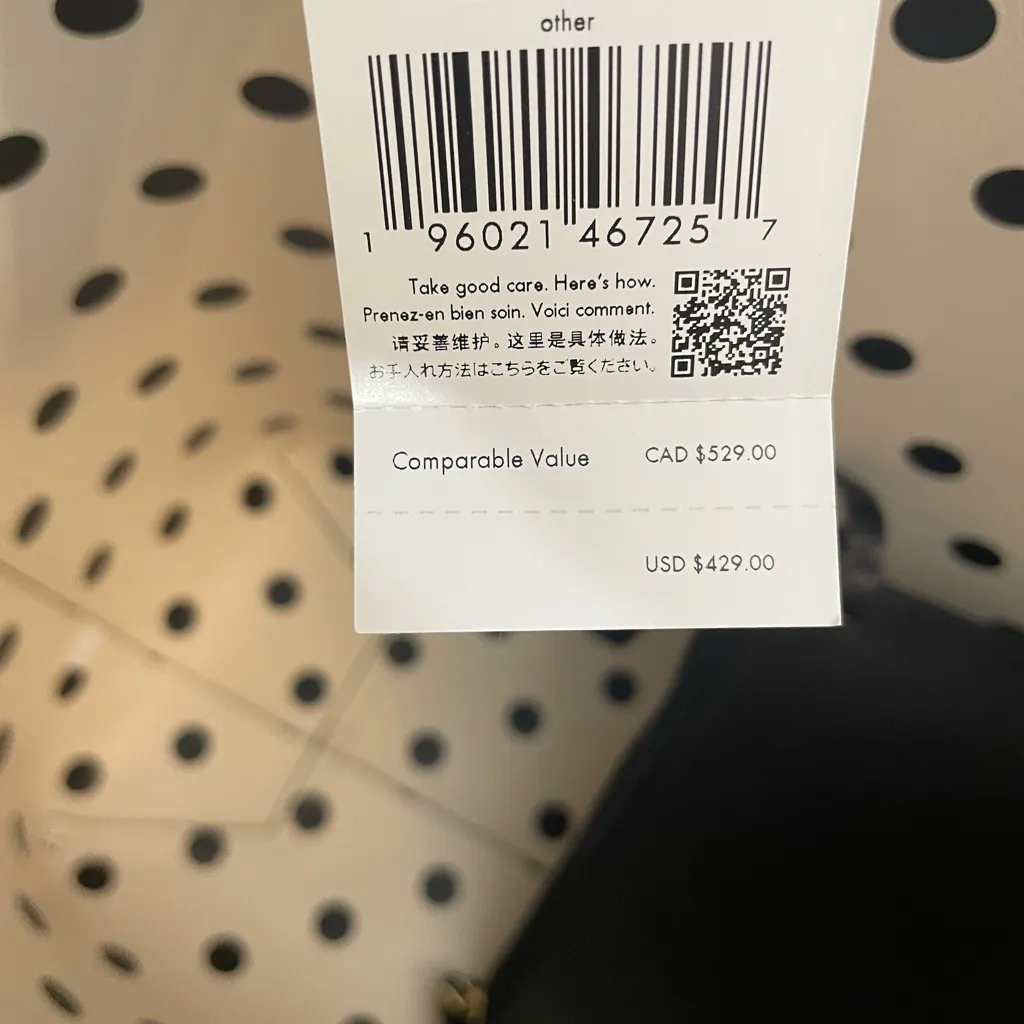 other
1 96021 46725 7
Take good care. Here's how.
Prenez-en bien soin. Voici comment.
请妥善维护。这里是具体做法。
お手入れ方法はこちらをご覧ください。
Comparable Value CAD $529.00
USD $429.00